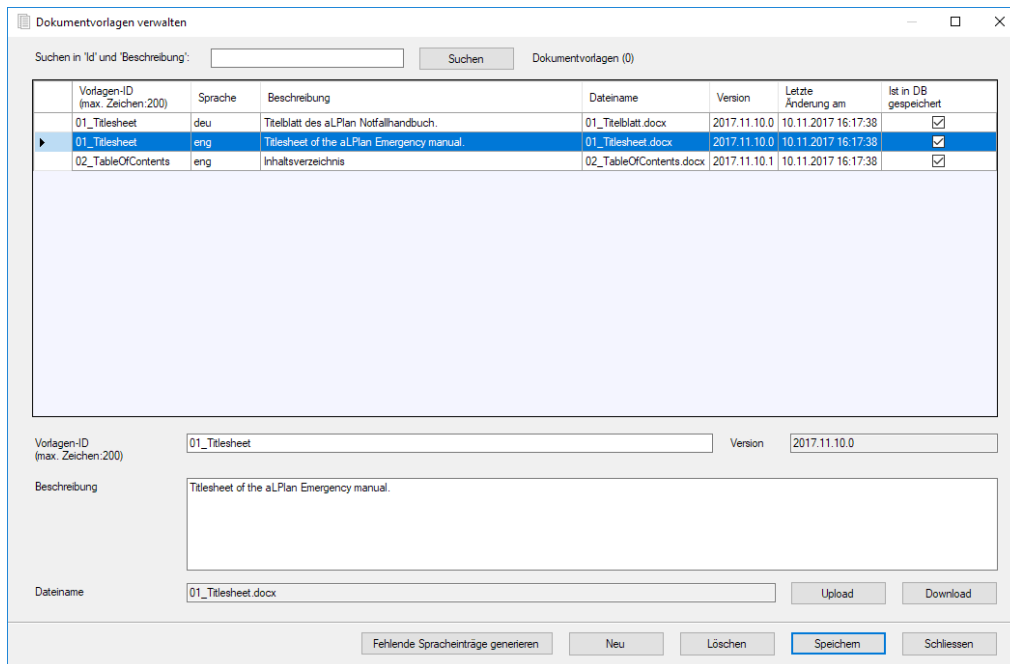 Dokumentvorlagen verwalten
Suchen in 'Id' und 'Beschreibung': Suchen Dokumentvorlagen (0)
Vorlagen-ID (max. Zeichen:200) Sprache Beschreibung Dateiname Version Letzte Änderung am Ist in DB gespeichert
01_Titlesheet deu Titelblatt des aLPlan Notfallhandbuch. 01_Titelblatt.docx 2017.11.10.0 10.11.2017 16:17:38
01_Titlesheet eng Titlesheet of the aLPlan Emergency manual. 01_Titlesheet.docx 2017.11.10.0 10.11.2017 16:17:38
02_TableOfContents eng Inhaltsverzeichnis 02_TableOfContents.docx 2017.11.10.1 10.11.2017 16:17:38
Vorlagen-ID 01_Titlesheet Version 2017.11.10.0
(max. Zeichen:200)
Beschreibung Titlesheet of the aLPlan Emergency manual.
Dateiname 01_Titlesheet.docx Upload Download
Fehlende Spracheinträge generieren Neu Löschen Speichern Schliessen